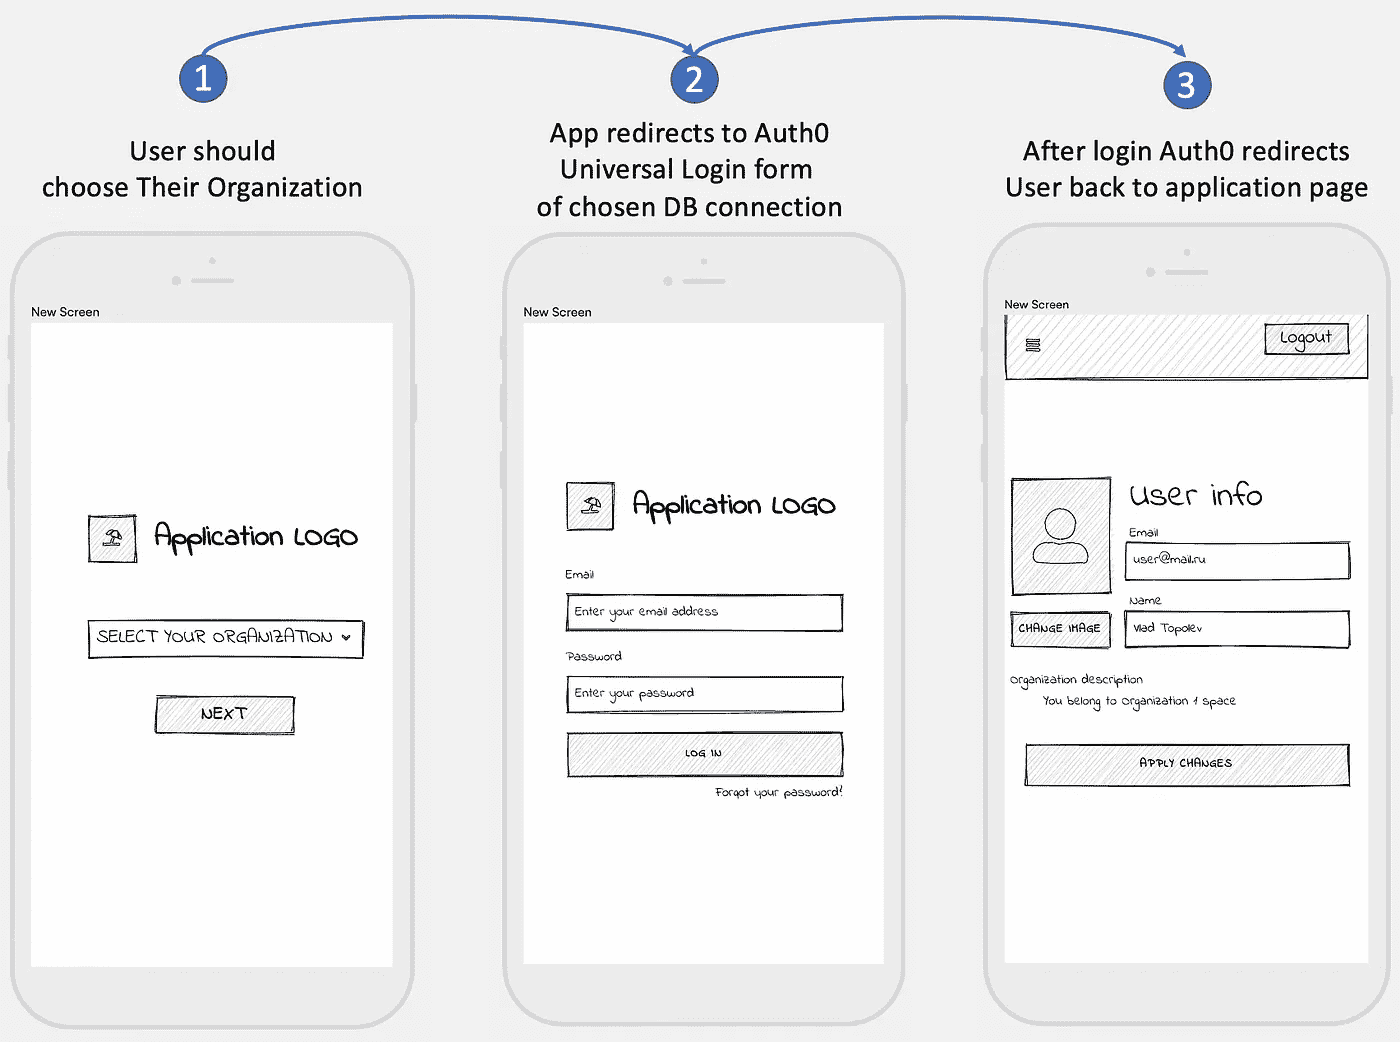 1
User should
choose Their Organization
New Screen
Application LOGO
SELECT YOUR ORGANIZATION
NEXT
2
App redirects to Auth0
Universal Login form
of chosen DB connection
New Screen
Application LOGO
Email
Enter your email address
Password
Enter your password
LOG IN
Forgot your password?
3
After login Auth0 redirects
User back to application page
New Screen
Logout
User info
Email
user@mail.ru
Name
CHANGE IMAGE
Vlad Topolev
Organization description
You belong to Organization 1 space
APPLY CHANGES